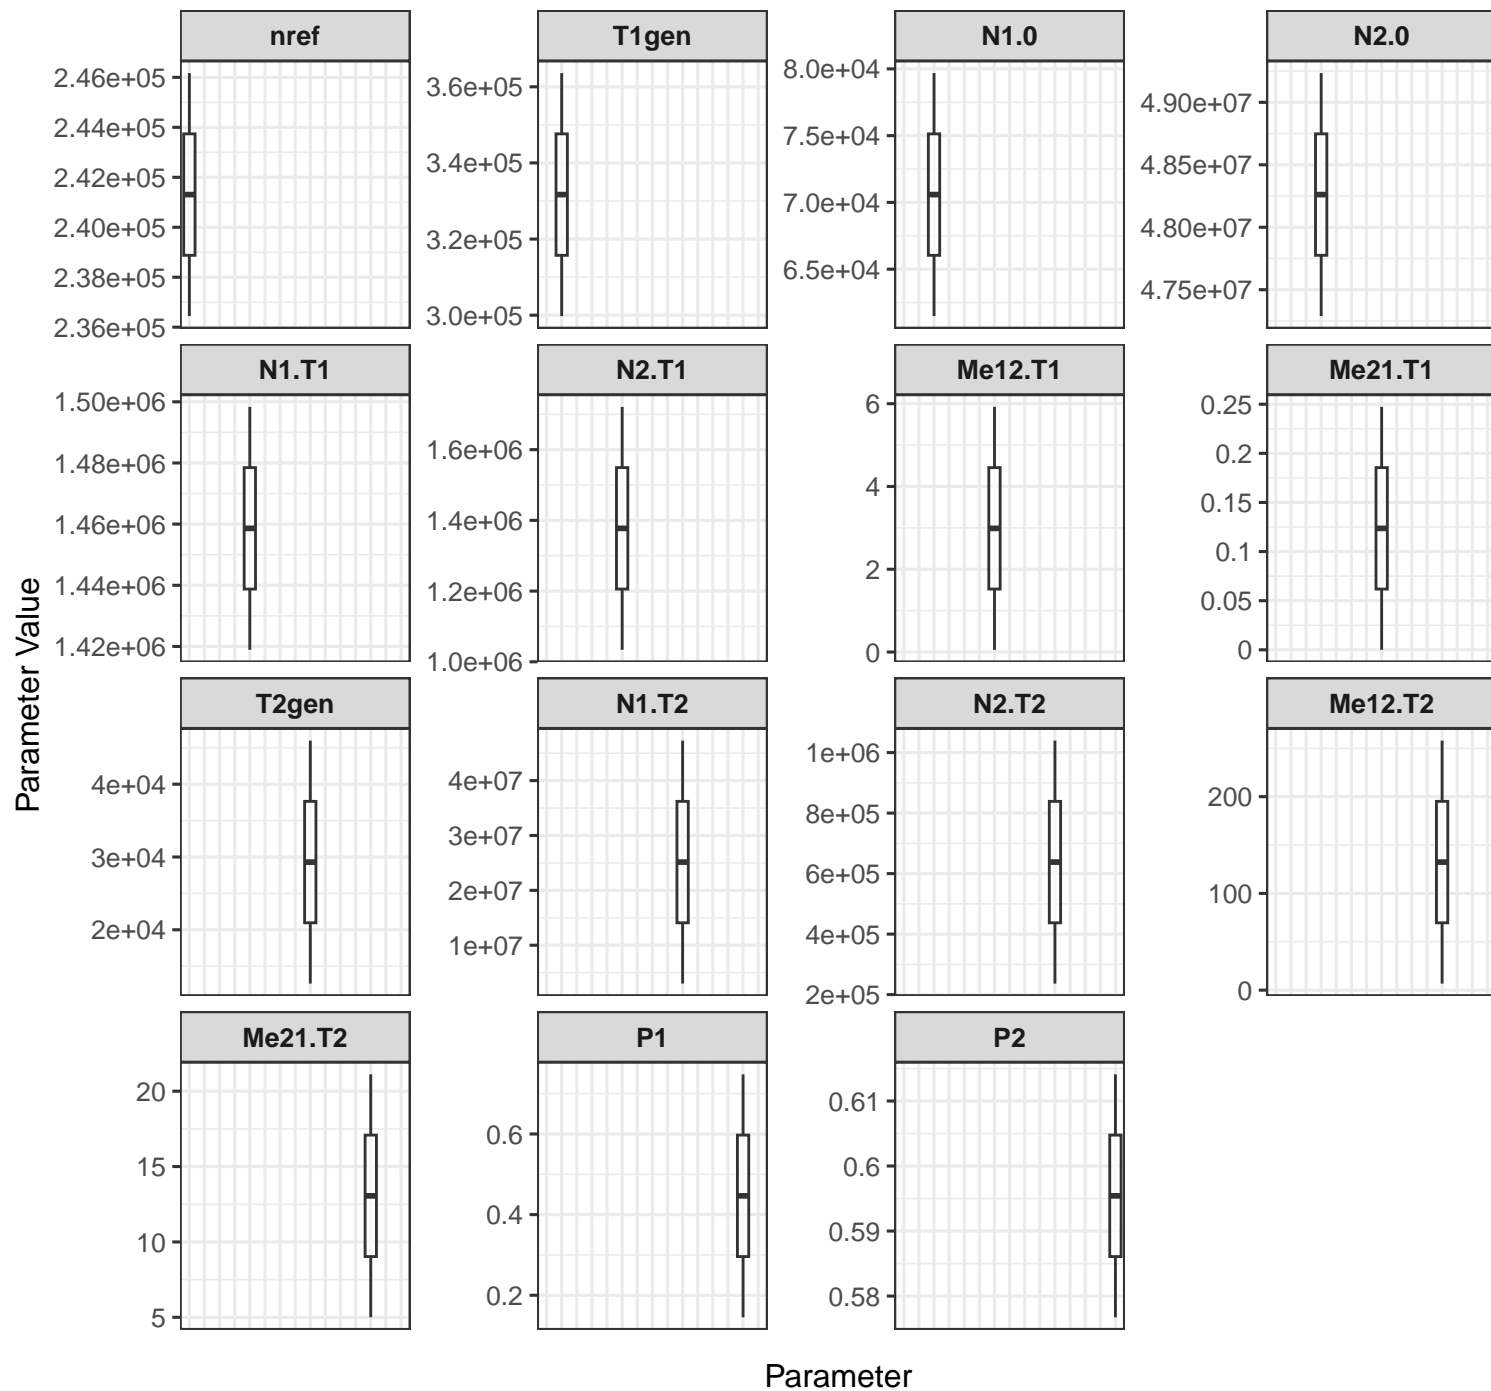 nref T1gen N1.0 N2.0
2.46e+05
2.44e+05
2.42e+05
2.40e+05
2.38e+05
2.36e+05
3.6e+05
3.4e+05
3.2e+05
3.0e+05
8.0e+04
7.5e+04
7.0e+04
6.5e+04
4.90e+07
4.85e+07
4.80e+07
4.75e+07
N1.T1 N2.T1 Me12.T1 Me21.T1
1.50e+06
1.48e+06
1.46e+06
1.44e+06
1.42e+06
1.6e+06
1.4e+06
1.2e+06
1.0e+06
6
4
2
0
0.25
0.2
0.15
0.1
0.05
0
T2gen N1.T2 N2.T2 Me12.T2
4e+04
3e+04
2e+04
4e+07
3e+07
2e+07
1e+07
1e+06
8e+05
6e+05
4e+05
2e+05
200
100
0
Me21.T2 P1 P2
20
15
10
5
0.6
0.4
0.2
0.61
0.6
0.59
0.58
Parameter Value
Parameter